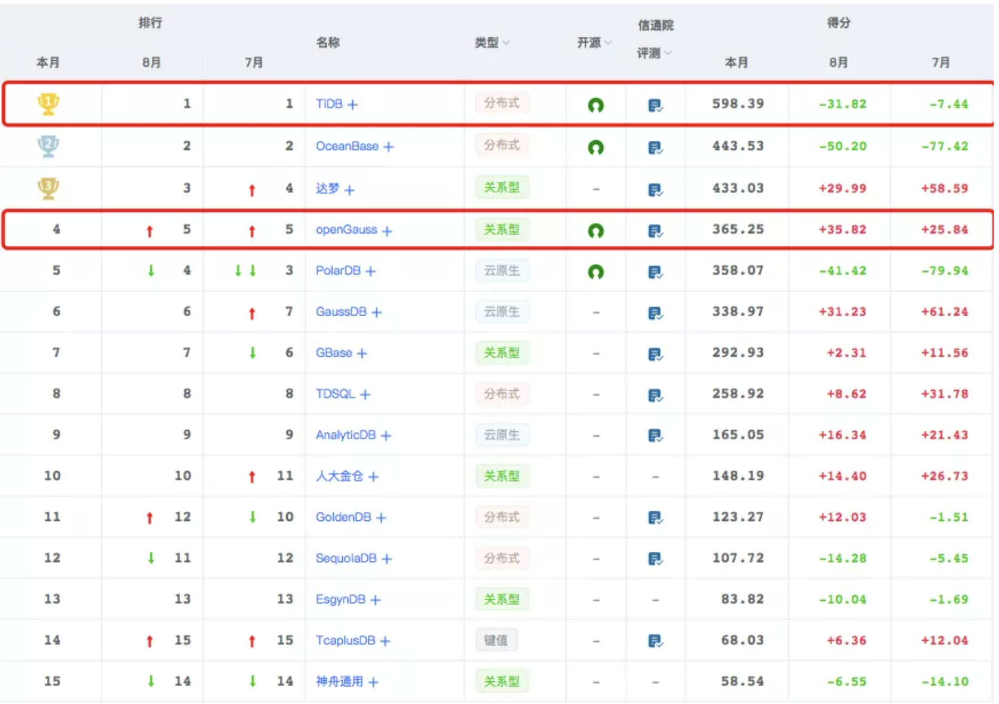 排行 得分
名称 类型 开源 信通院 评测
本月 8月 7月 本月 8月 7月
1 1 1 TiDB + 分布式 598.39 -31.82 -7.44
2 2 2 OceanBase + 分布式 443.53 -50.20 -77.42
3 3 ↑ 4 达梦 + 关系型 - 433.03 +29.99 +58.59
4 ↑ 5 ↑ 5 openGauss + 关系型 365.25 +35.82 +25.84
5 ↓ 4 ↓↓ 3 PolarDB + 云原生 358.07 -41.42 -79.94
6 6 ↑ 7 GaussDB + 云原生 - 338.97 +31.23 +61.24
7 7 ↓ 6 GBase + 关系型 - 292.93 +2.31 +11.56
8 8 8 TDSQL + 分布式 - 258.92 +8.62 +31.78
9 9 9 AnalyticDB + 云原生 - 165.05 +16.34 +21.43
10 10 ↑ 11 人大金仓 + 关系型 - - 148.19 +14.40 +26.73
11 ↑ 12 ↓ 10 GoldenDB + 分布式 - 123.27 +12.03 -1.51
12 ↓ 11 12 SequoiaDB + 分布式 - 107.72 -14.28 -5.45
13 13 13 EsgynDB + 关系型 - - 83.82 -10.04 -1.69
14 ↑ 15 ↑ 15 TcaplusDB + 键值 - 68.03 +6.36 +12.04
15 ↓ 14 ↓ 14 神舟通用 + 关系型 - - 58.54 -6.55 -14.10